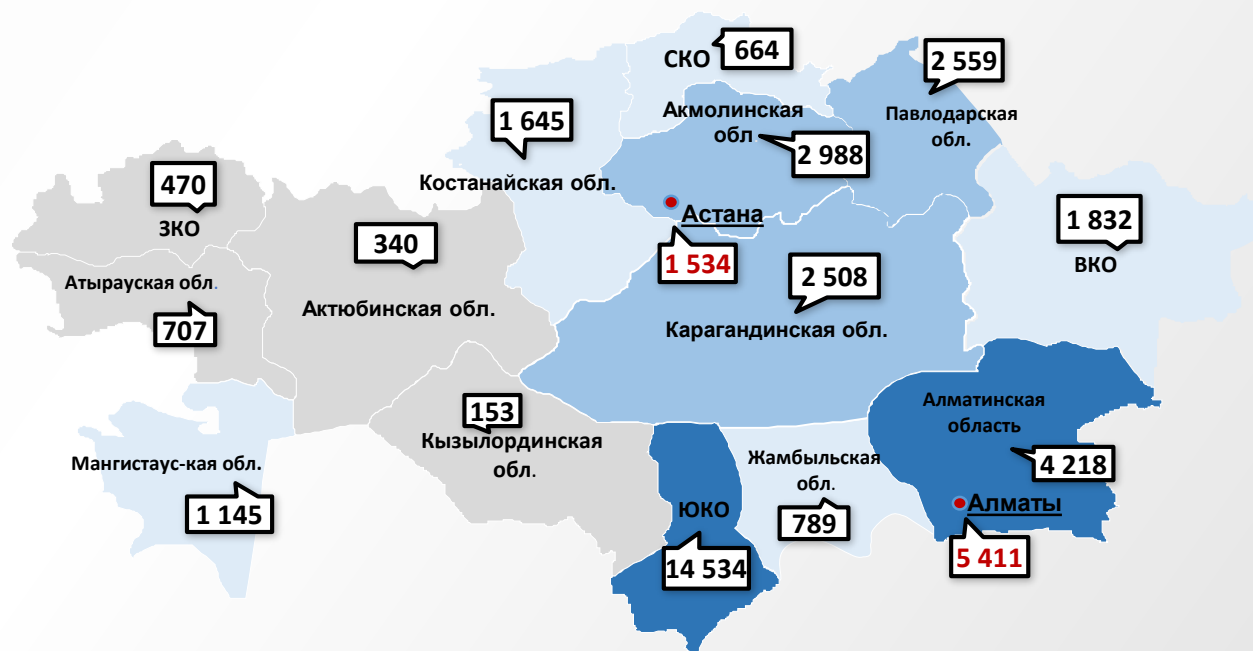 СКО
664
2 559
1 645
Акмолинская
обл
2 988
Павлодарская
обл.
470
ЗКО
Костанайская обл.
Астана
1 534
1 832
ВКО
340
Атырауская обл.
707
Актюбинская обл.
2 508
Карагандинская обл.
153
Кызылординская
обл.
Алматинская
область
4 218
Мангистаус-кая обл.
1 145
Жамбыльская
обл.
789
ЮКО
14 534
Алматы
5 411